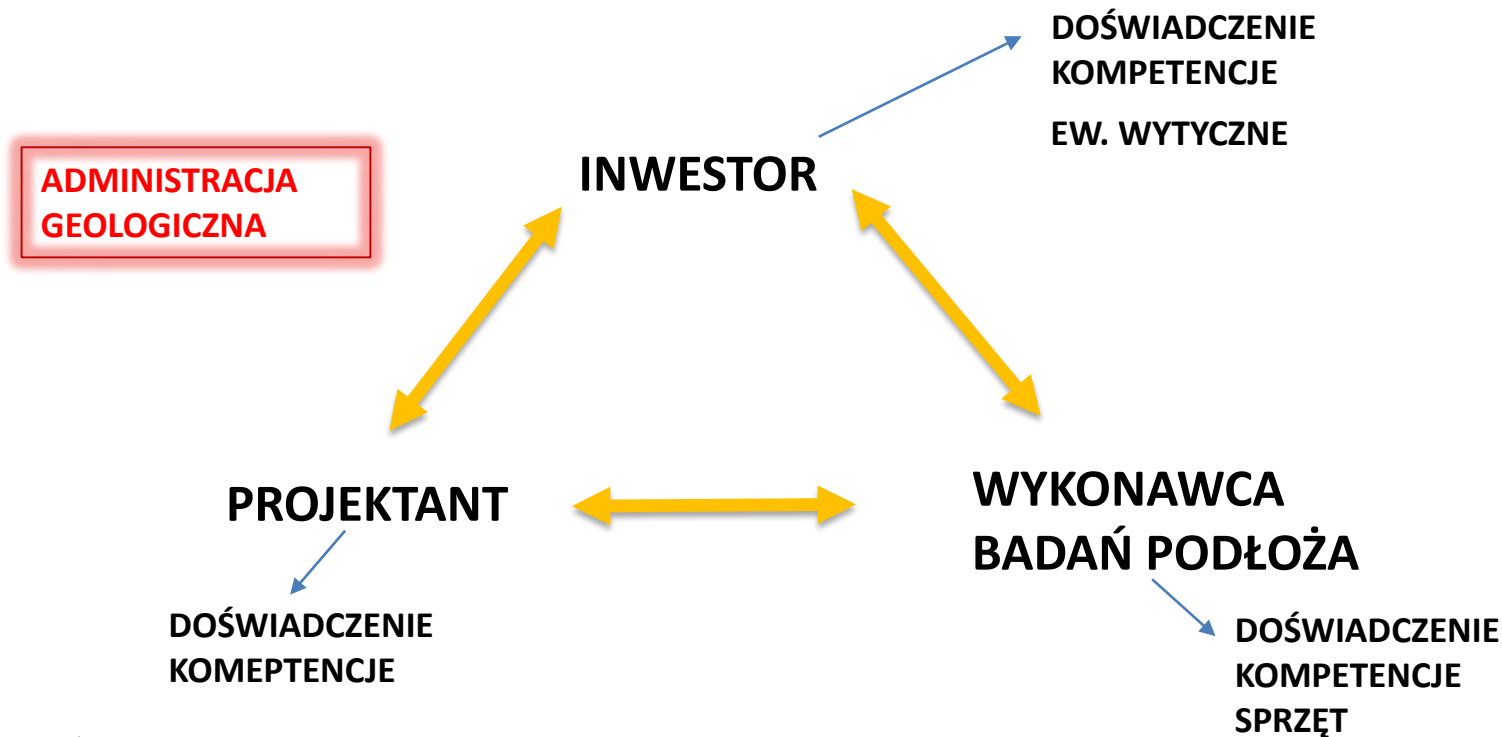 DOŚWIADCZENIE
KOMPETENCJE
EW. WYTYCZNE
INWESTOR
ADMINISTRACJA
GEOLOGICZNA
PROJEKTANT
WYKONAWCA
BADAŃ PODŁOŻA
DOŚWIADCZENIE
KOMEPTENCJE
DOŚWIADCZENIE
KOMPETENCJE
SPRZĘT